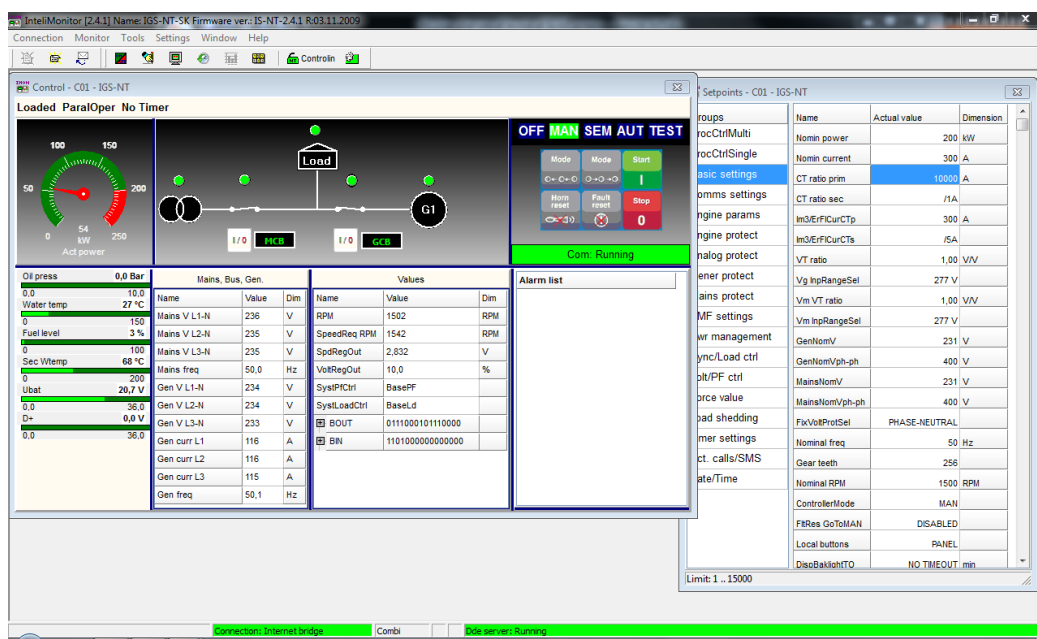 InteliMonitor [2.4.1] Name: IGS-NT-SK Firmware ver.: IS-NT-2.4.1 R:03.11.2009
Connection Monitor Tools Settings Window Help
Controlin
Control - C01 - IGS-NT
Loaded ParalOper No Timer
0 50 100 150 200 250
54
kW
Act power
Load
G1
I/0 MCB
I/0 GCB
OFF MAN SEM AUT TEST
Mode Mode Start
I
Horn reset Fault reset Stop
0
Com: Running
Oil press 0,0 Bar
0,0 10,0
Water temp 27 °C
0 150
Fuel level 3 %
0 100
Sec Wtemp 68 °C
0 200
Ubat 20,7 V
0,0 36,0
D+ 0,0 V
0,0 36,0
Mains, Bus, Gen.
Name Value Dim
Mains V L1-N 236 V
Mains V L2-N 235 V
Mains V L3-N 235 V
Mains freq 50,0 Hz
Gen V L1-N 234 V
Gen V L2-N 234 V
Gen V L3-N 233 V
Gen curr L1 116 A
Gen curr L2 116 A
Gen curr L3 115 A
Gen freq 50,1 Hz
Values
Name Value Dim
RPM 1502 RPM
SpeedReq RPM 1542 RPM
SpdRegOut 2,832 V
VoltRegOut 10,0 %
SystPfCtrl BasePF
SystLoadCtrl BaseLd
BOUT 0111000101110000
BIN 1101000000000000
Alarm list
Setpoints - C01 - IGS-NT
roups
rocCtrlMulti
rocCtrlSingle
asic settings
omms settings
ngine params
ngine protect
nalog protect
ener protect
ains protect
MF settings
wr management
ync/Load ctrl
olt/PF ctrl
orce value
oad shedding
mer settings
ct. calls/SMS
ate/Time
Name Actual value Dimension
Nomin power 200 kW
Nomin current 300 A
CT ratio prim 10000 A
CT ratio sec /1A
Im3/ErFlCurCTp 300 A
Im3/ErFlCurCTs /5A
VT ratio 1,00 V/V
Vg InpRangeSel 277 V
Vm VT ratio 1,00 V/V
Vm InpRangeSel 277 V
GenNomV 231 V
GenNomVph-ph 400 V
MainsNomV 231 V
MainsNomVph-ph 400 V
FixVoltProtSel PHASE-NEUTRAL
Nominal freq 50 Hz
Gear teeth 256
Nominal RPM 1500 RPM
ControllerMode MAN
FltRes GoToMAN DISABLED
Local buttons PANEL
DispBaklightTO NO TIMEOUT min
Limit: 1 .. 15000
Connection: Internet bridge Combi Dde server: Running